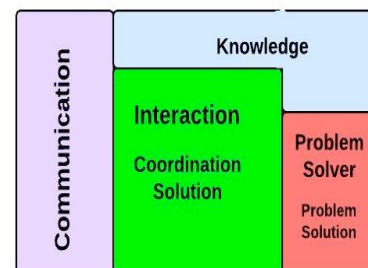 Communication
Knowledge
Interaction
Coordination
Solution
Problem
Solver
Problem
Solution